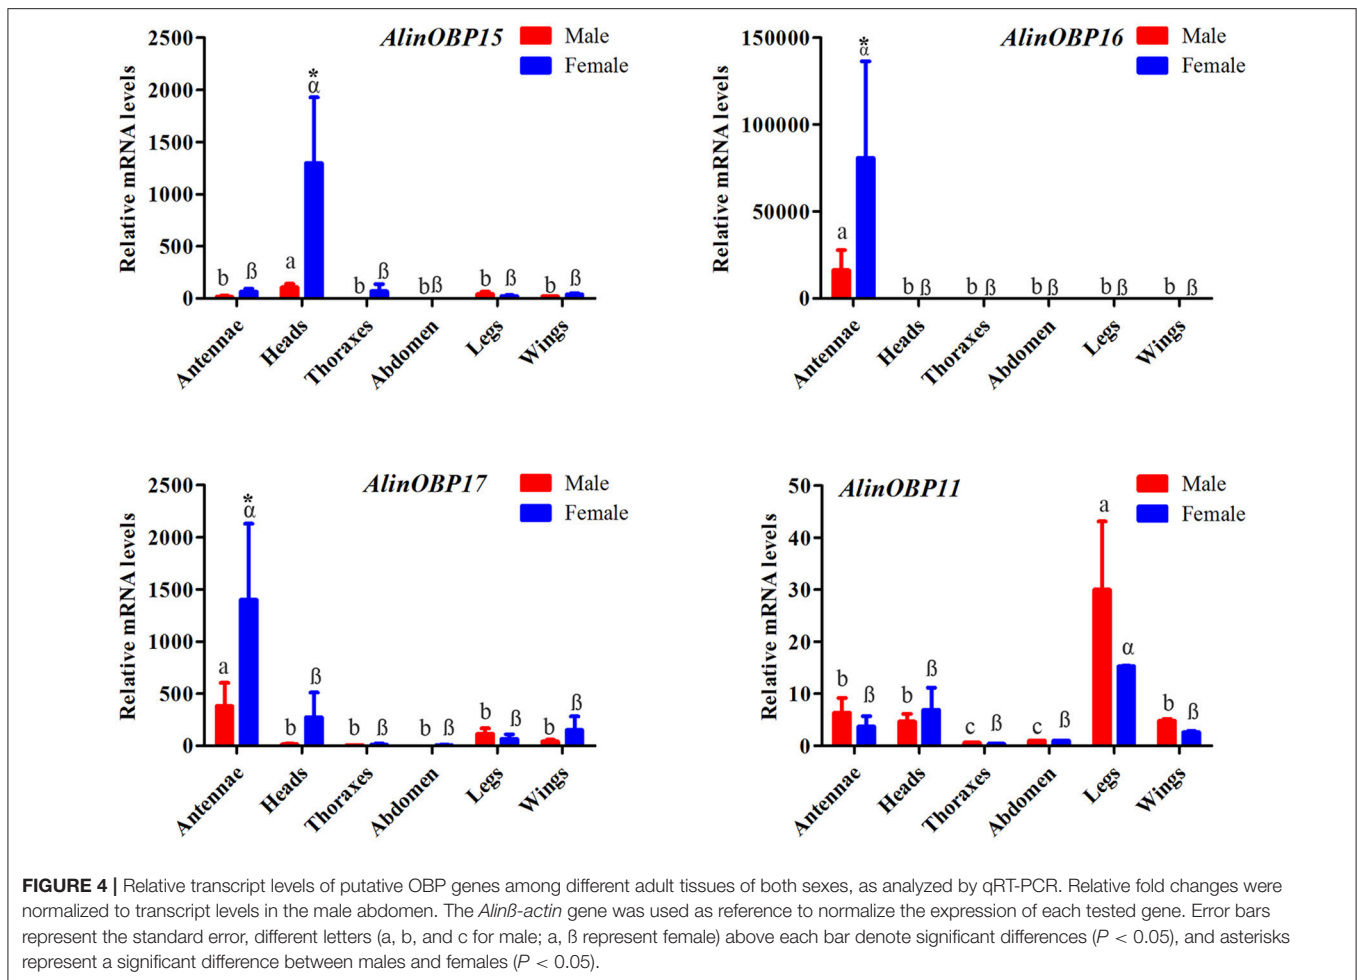 AlinOBP15
Male
Female
Relative mRNA levels
2500
2000
1500
1000
500
0
*
α
b ß a b ß b ß b ß b ß
Antennae Heads Thoraxes Abdomen Legs Wings
AlinOBP16
Male
Female
Relative mRNA levels
150000
100000
50000
0
*
α
a b ß b ß b ß b ß b ß
Antennae Heads Thoraxes Abdomen Legs Wings
AlinOBP17
Male
Female
Relative mRNA levels
2500
2000
1500
1000
500
0
*
α
a b ß b ß b ß b ß b ß
Antennae Heads Thoraxes Abdomen Legs Wings
AlinOBP11
Male
Female
Relative mRNA levels
50
40
30
20
10
0
b ß b ß c ß c ß a α b ß
Antennae Heads Thoraxes Abdomen Legs Wings
FIGURE 4 | Relative transcript levels of putative OBP genes among different adult tissues of both sexes, as analyzed by qRT-PCR. Relative fold changes were
normalized to transcript levels in the male abdomen. The Alinß-actin gene was used as reference to normalize the expression of each tested gene. Error bars
represent the standard error, different letters (a, b, and c for male; a, ß represent female) above each bar denote significant differences (P < 0.05), and asterisks
represent a significant difference between males and females (P < 0.05).